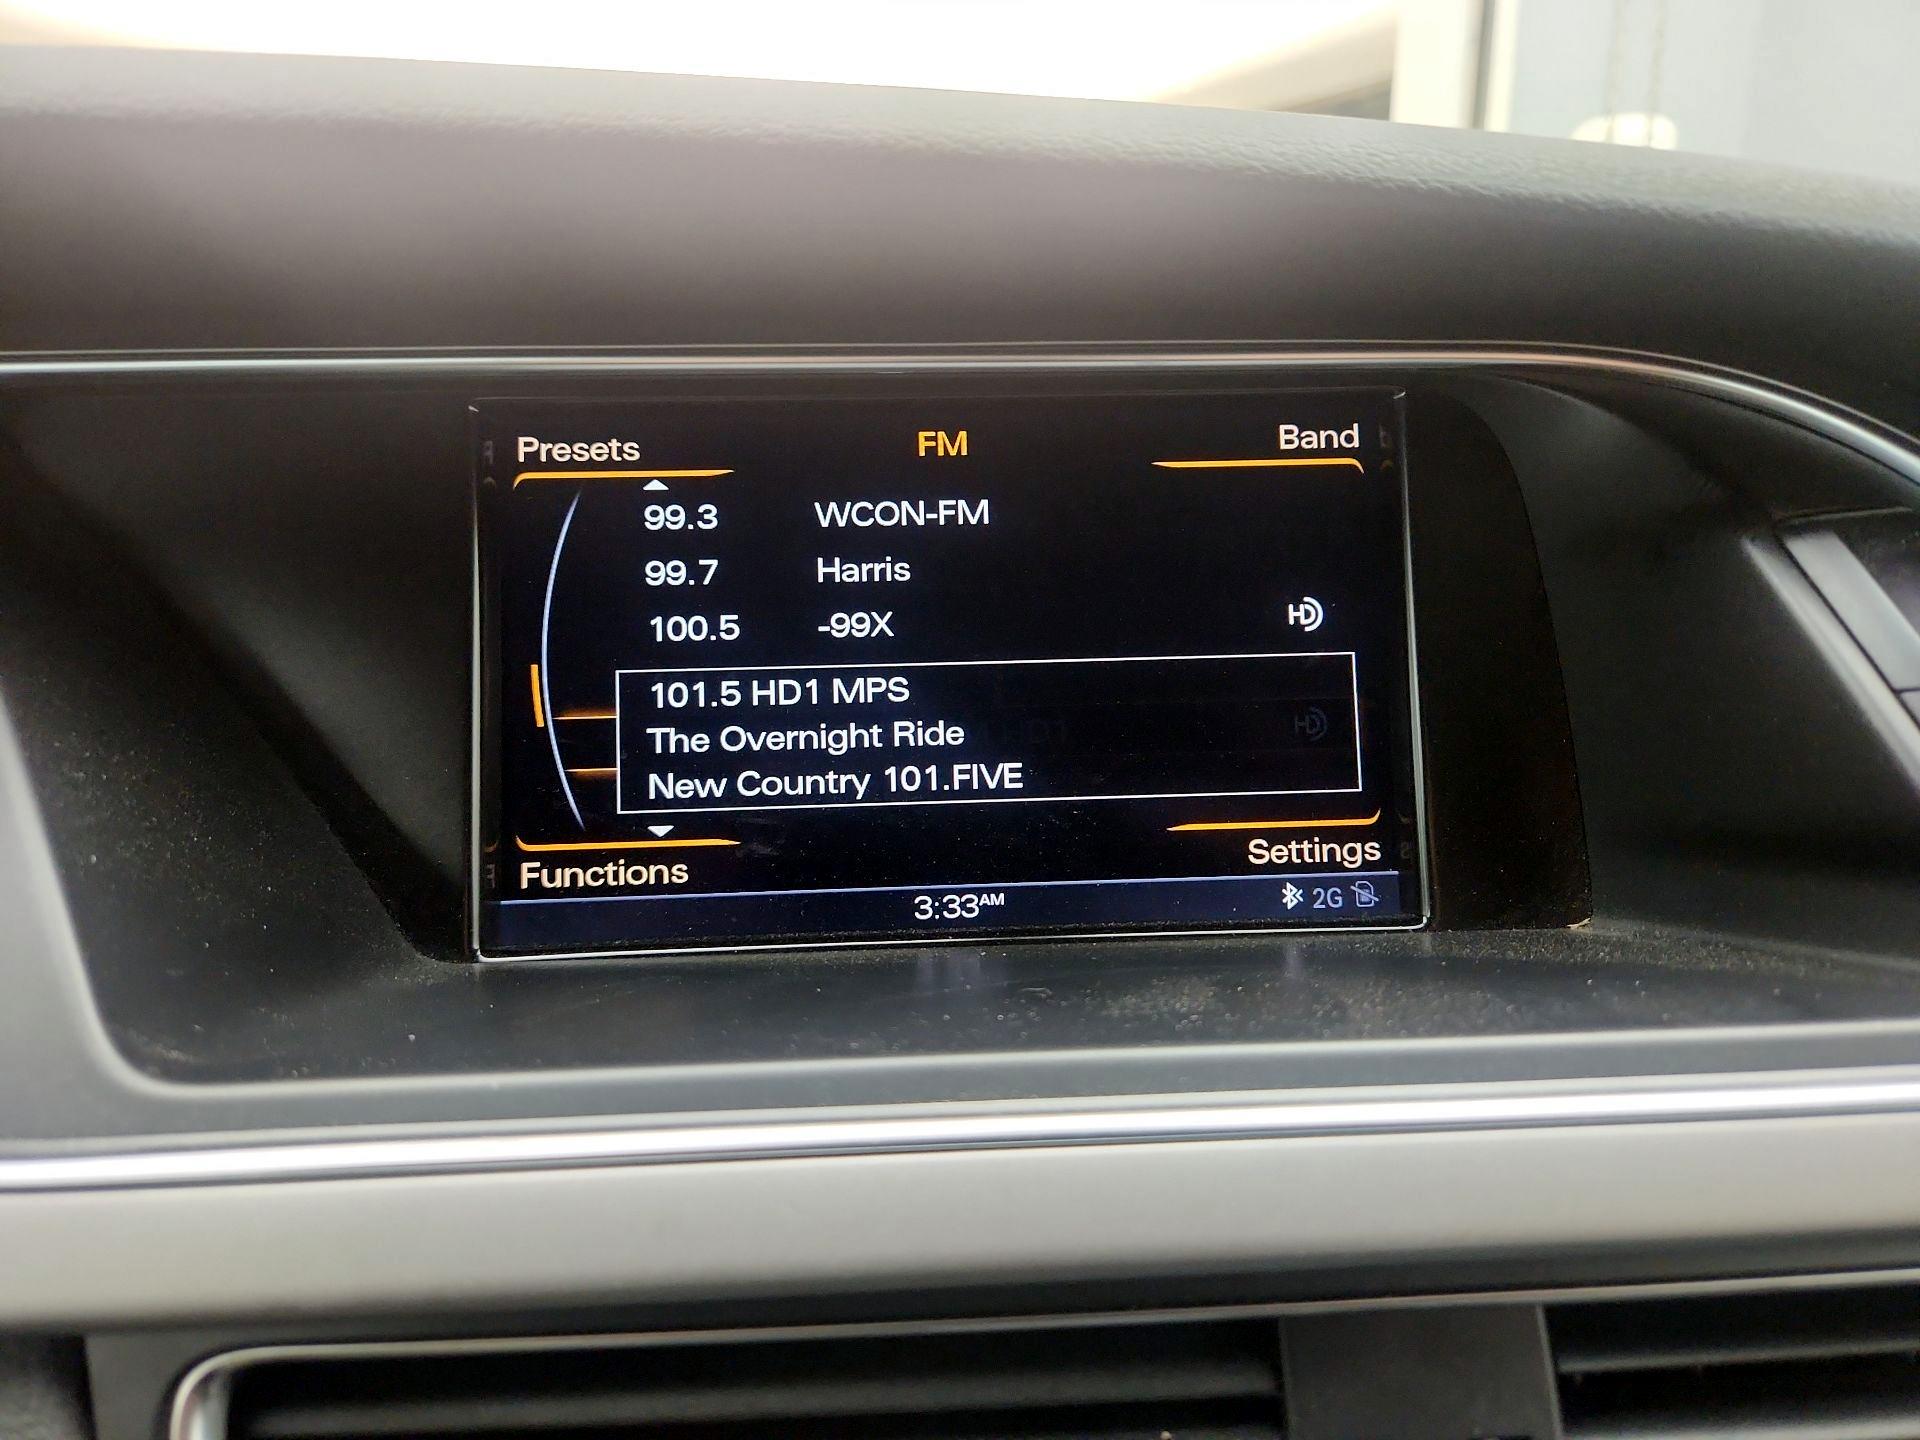 Presets FM Band
99.3 WCON-FM
99.7 Harris
100.5 -99X HD
101.5 HD1 MPS
The Overnight Ride
New Country 101.FIVE
Functions Settings
3:33AM 2G